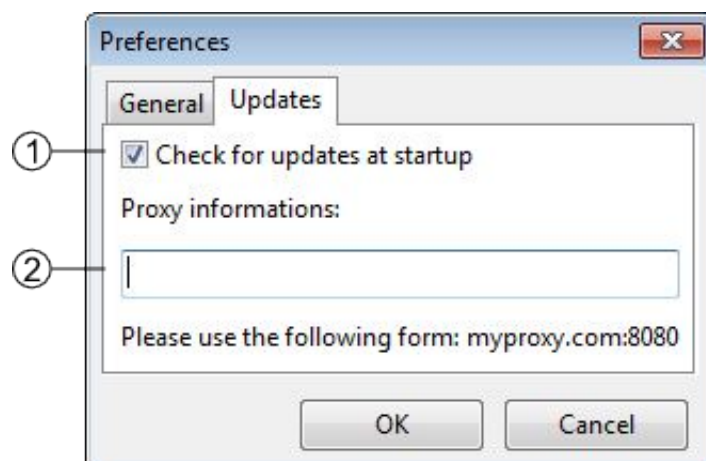 Preferences
General Updates
① Check for updates at startup
Proxy informations:
②
Please use the following form: myproxy.com:8080
OK Cancel